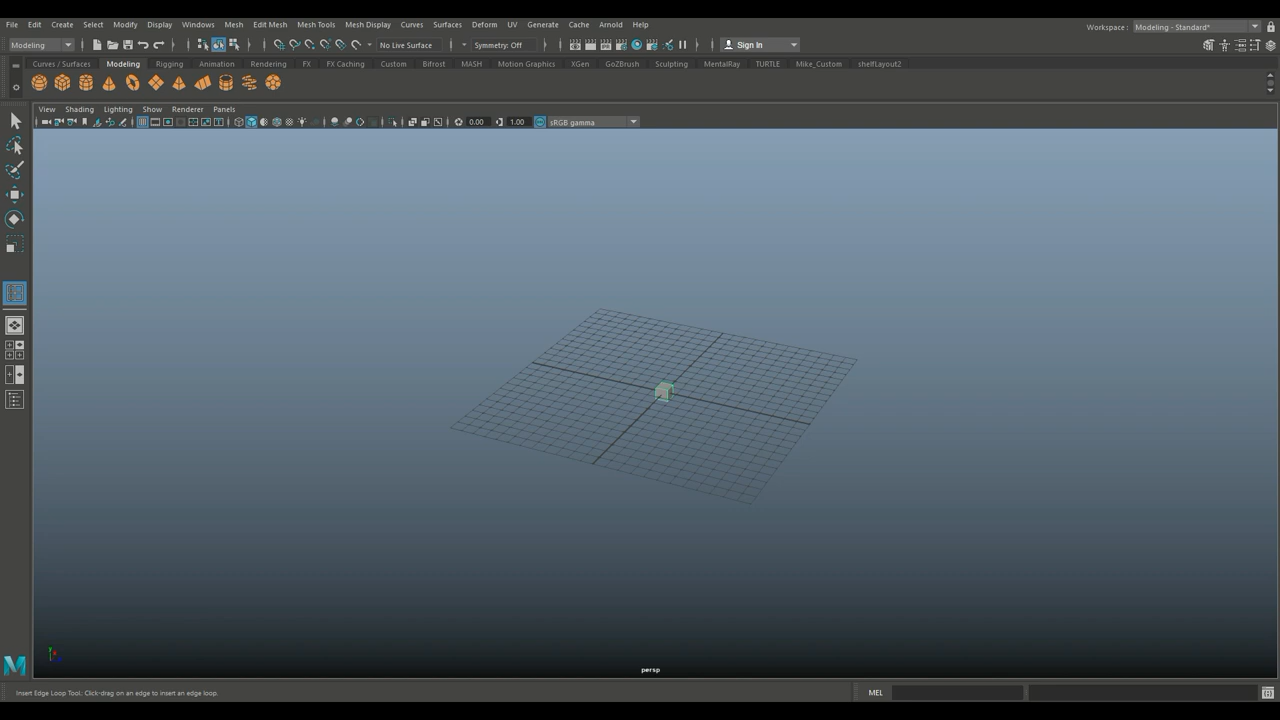 File Edit Create Select Modify Display Windows Mesh Edit Mesh Mesh Tools Mesh Display Curves Surfaces Deform UV Generate Cache Arnold Help
Workspace : Modeling - Standard*
Modeling No Live Surface Symmetry: Off Sign In
Curves / Surfaces Modeling Rigging Animation Rendering FX FX Caching Custom Bifrost MASH Motion Graphics XGen GoZBrush Sculpting MentalRay TURTLE Mike_Custom shelfLayout2
View Shading Lighting Show Renderer Panels
0.00 1.00 sRGB gamma
persp
Insert Edge Loop Tool: Click-drag on an edge to insert an edge loop. MEL